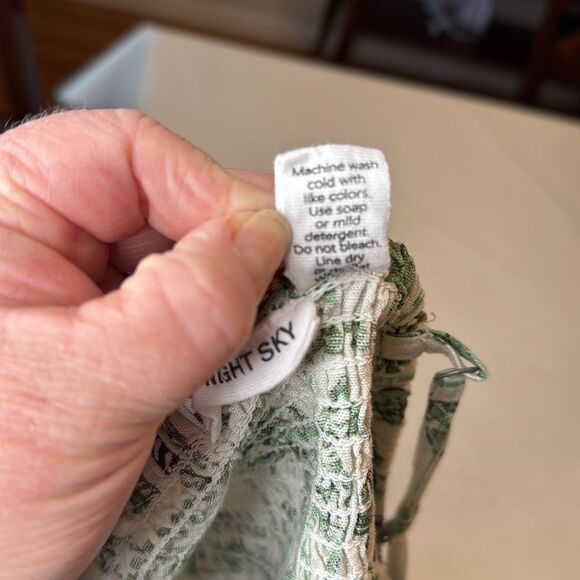 Machine wash
cold with
like colors.
Use soap
or mild
detergent.
Do not bleach.
Line dry
NIGHT SKY